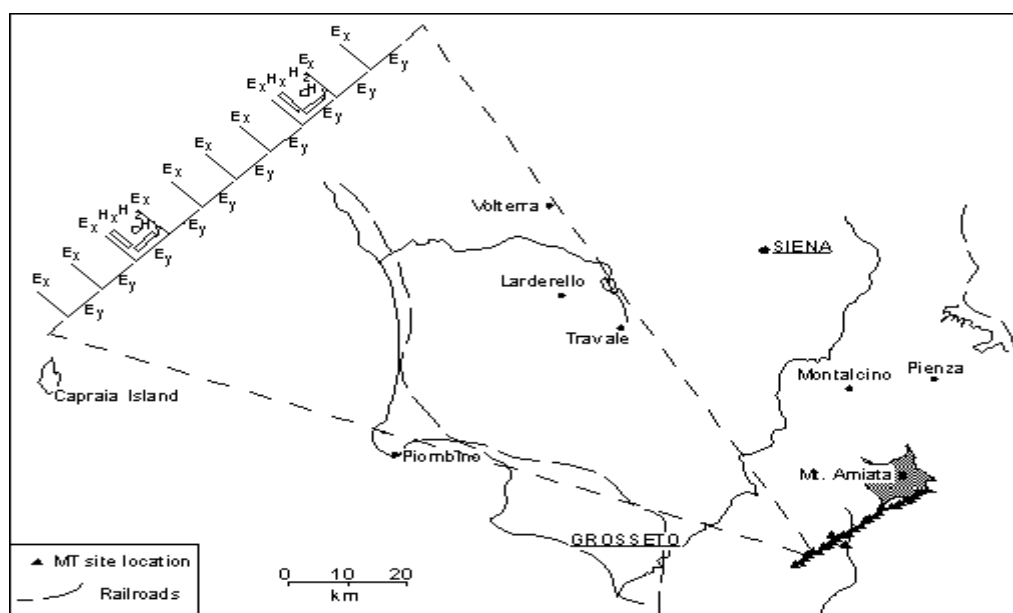 Ex
Ey
Ex
Ex Hx Hz
H
Ey
Ex
Ey
Ex
Ey
Ex
Ey
Ex
Ey
Ex Hx Hz
H
Ey
Ex
Ey
Ex
Ey
Ey
Volterra
SIENA
Larderello
Travale
Montalcino
Pienza
Capraia Island
Piombino
Mt. Amiata
GROSSETO
MT site location
Railroads
0 10 20
km